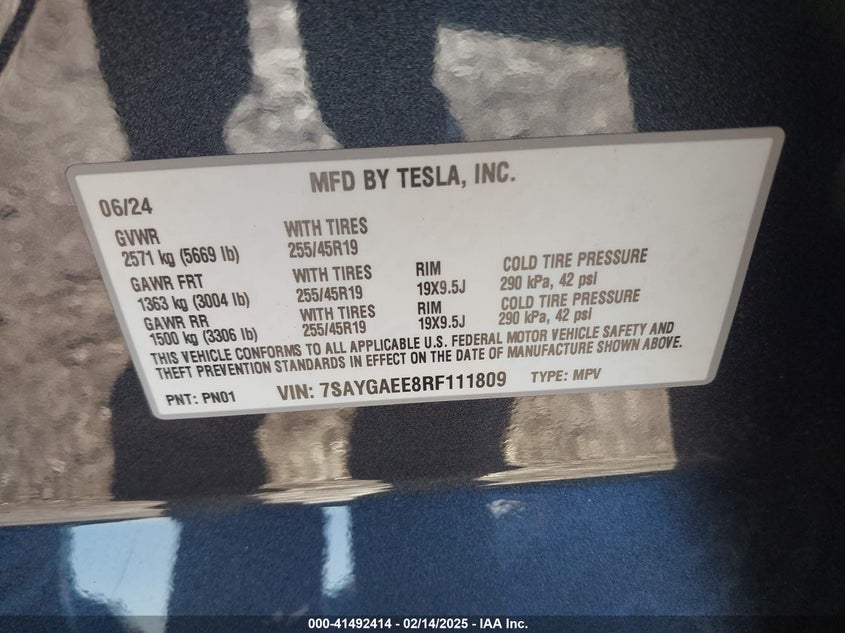 MFD BY TESLA, INC.
06/24
GVWR WITH TIRES
2571 kg (5669 lb) 255/45R19
GAWR FRT WITH TIRES RIM COLD TIRE PRESSURE
1363 kg (3004 lb) 255/45R19 19X9.5J 290 kPa, 42 psi
GAWR RR WITH TIRES RIM COLD TIRE PRESSURE
1500 kg (3306 lb) 255/45R19 19X9.5J 290 kPa, 42 psi
THIS VEHICLE CONFORMS TO ALL APPLICABLE U.S. FEDERAL MOTOR VEHICLE SAFETY AND
THEFT PREVENTION STANDARDS IN EFFECT ON THE DATE OF MANUFACTURE SHOWN ABOVE.
PNT: PN01 VIN: 7SAYGAEE8RF111809 TYPE: MPV
000-41492414 - 02/14/2025 - IAA Inc.